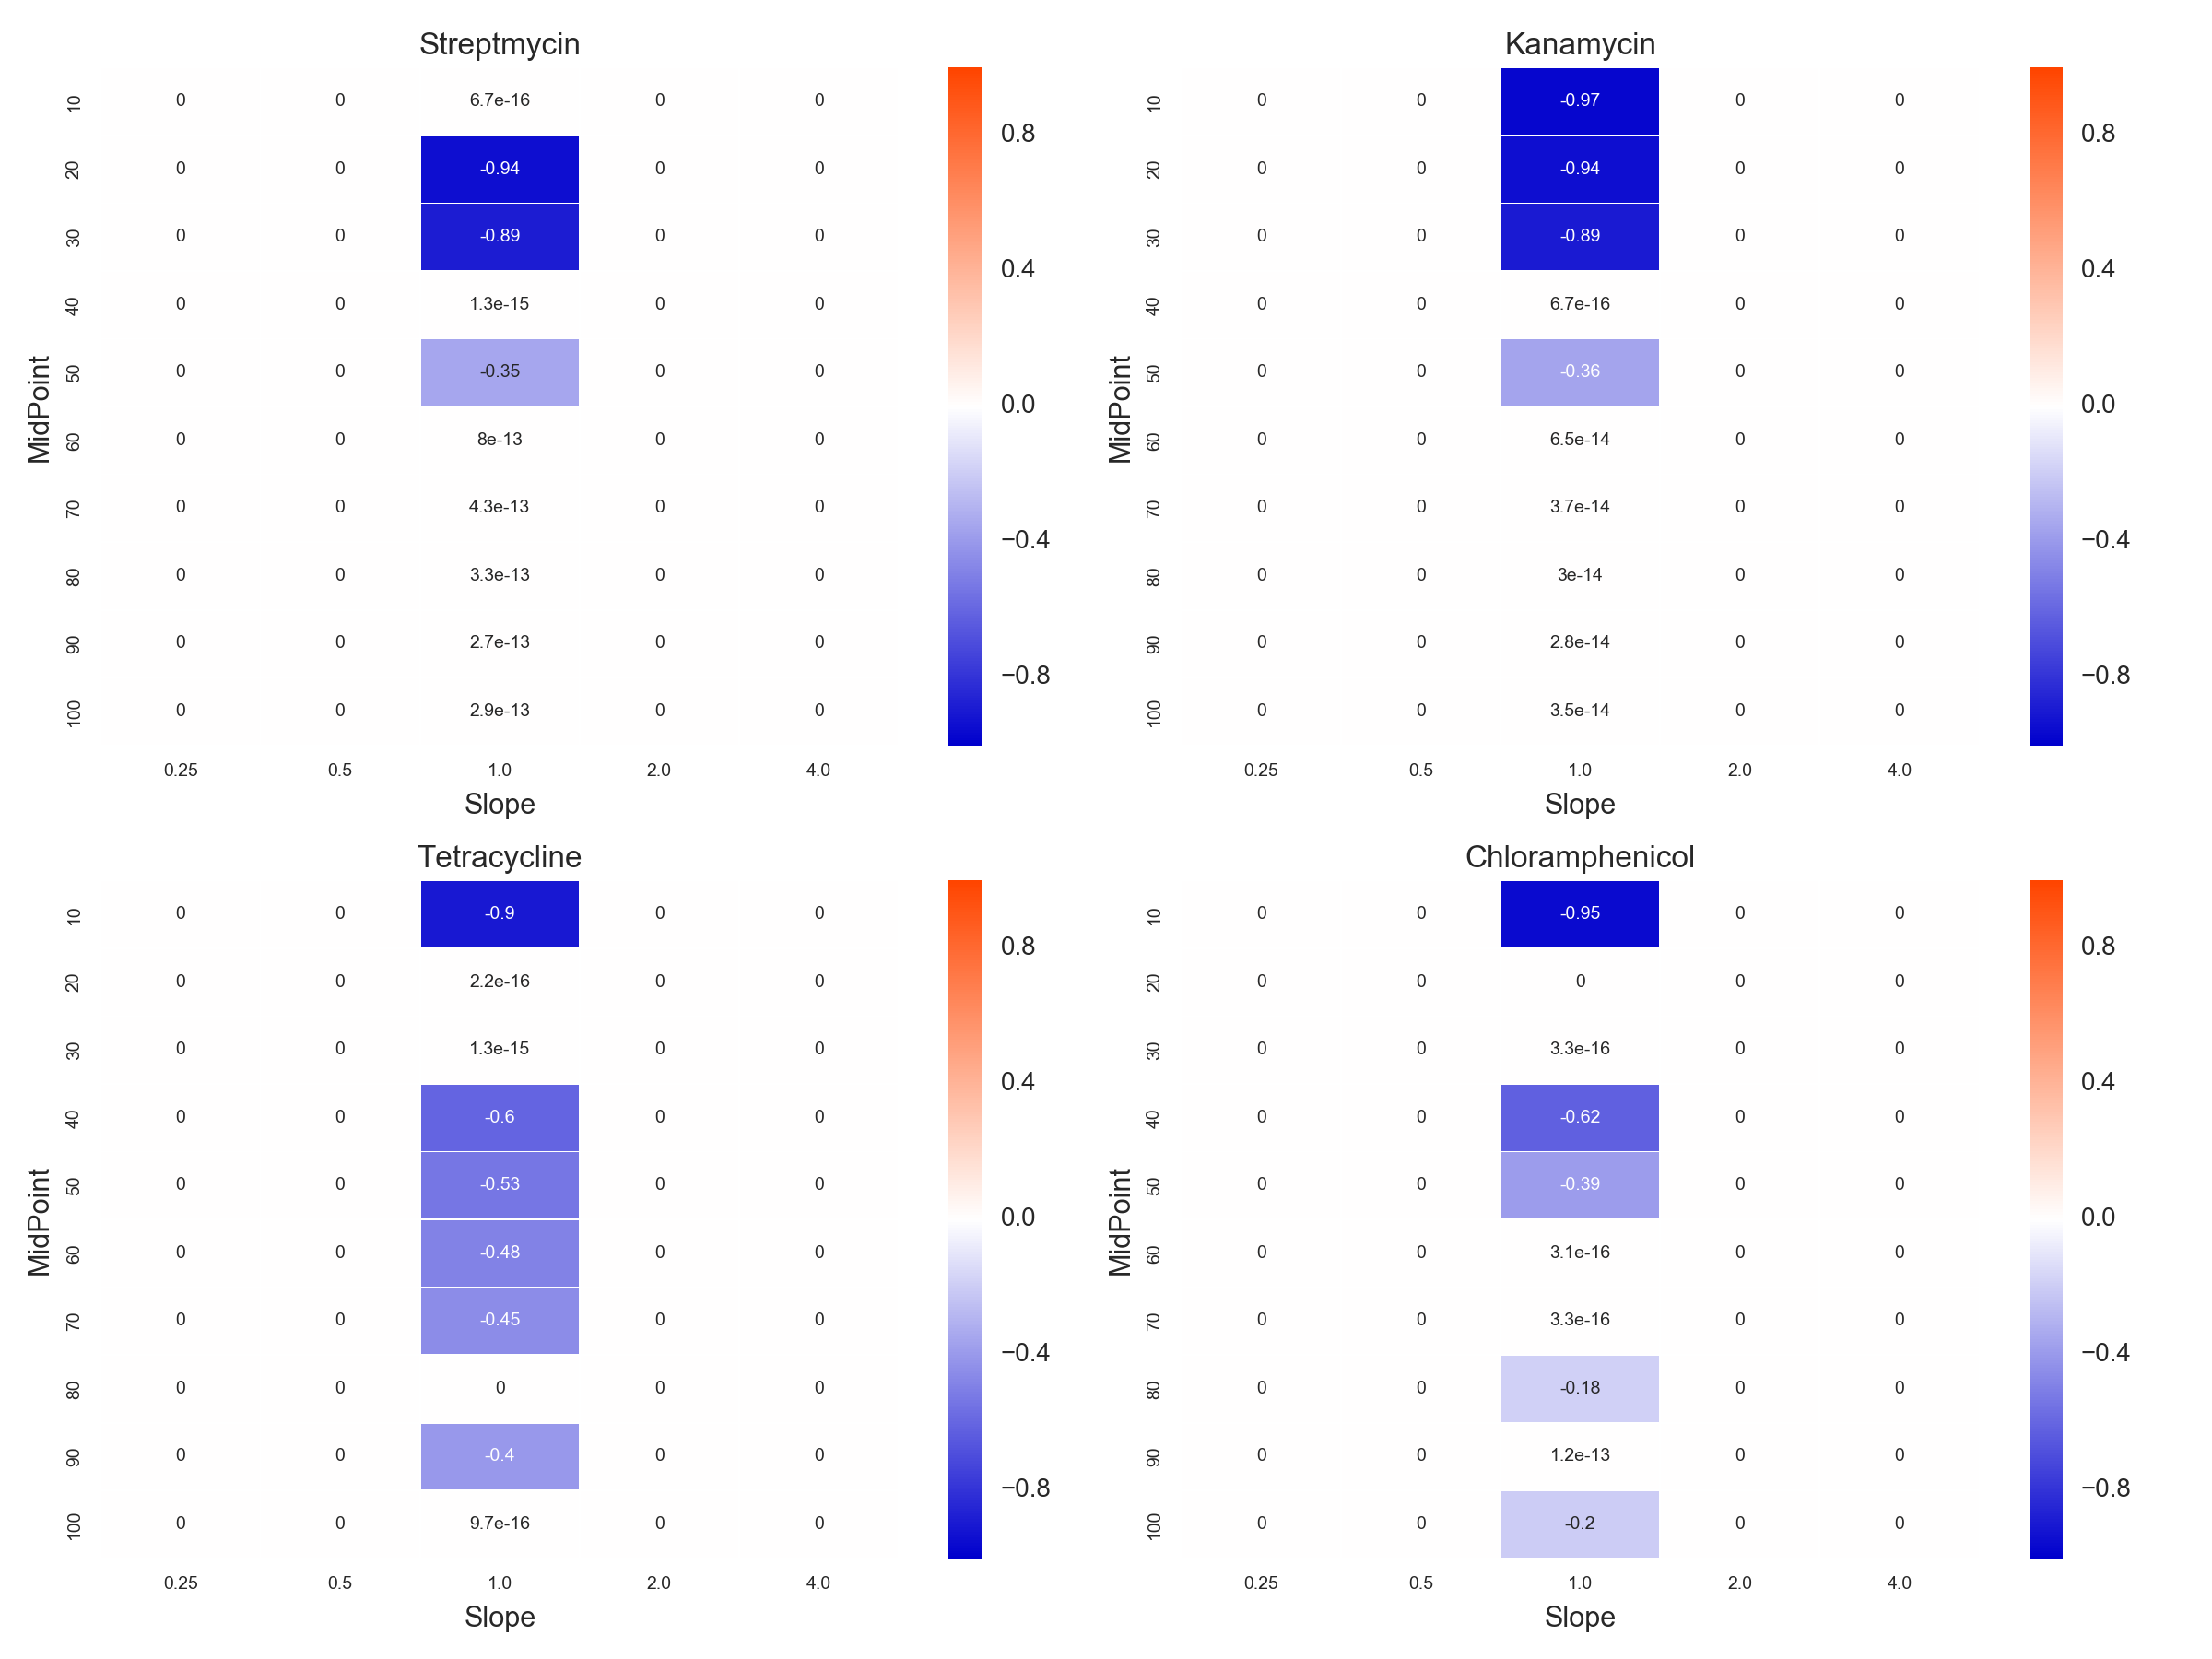 Streptmycin
10 0 0 6.7e-16 0 0
20 0 0 -0.94 0 0
30 0 0 -0.89 0 0
40 0 0 1.3e-15 0 0
50 0 0 -0.35 0 0
60 0 0 8e-13 0 0
70 0 0 4.3e-13 0 0
80 0 0 3.3e-13 0 0
90 0 0 2.7e-13 0 0
100 0 0 2.9e-13 0 0
MidPoint
0.25 0.5 1.0 2.0 4.0
Slope
0.8
0.4
0.0
−0.4
−0.8
Kanamycin
10 0 0 -0.97 0 0
20 0 0 -0.94 0 0
30 0 0 -0.89 0 0
40 0 0 6.7e-16 0 0
50 0 0 -0.36 0 0
60 0 0 6.5e-14 0 0
70 0 0 3.7e-14 0 0
80 0 0 3e-14 0 0
90 0 0 2.8e-14 0 0
100 0 0 3.5e-14 0 0
MidPoint
0.25 0.5 1.0 2.0 4.0
Slope
0.8
0.4
0.0
−0.4
−0.8
Tetracycline
10 0 0 -0.9 0 0
20 0 0 2.2e-16 0 0
30 0 0 1.3e-15 0 0
40 0 0 -0.6 0 0
50 0 0 -0.53 0 0
60 0 0 -0.48 0 0
70 0 0 -0.45 0 0
80 0 0 0 0 0
90 0 0 -0.4 0 0
100 0 0 9.7e-16 0 0
MidPoint
0.25 0.5 1.0 2.0 4.0
Slope
0.8
0.4
0.0
−0.4
−0.8
Chloramphenicol
10 0 0 -0.95 0 0
20 0 0 0 0 0
30 0 0 3.3e-16 0 0
40 0 0 -0.62 0 0
50 0 0 -0.39 0 0
60 0 0 3.1e-16 0 0
70 0 0 3.3e-16 0 0
80 0 0 -0.18 0 0
90 0 0 1.2e-13 0 0
100 0 0 -0.2 0 0
MidPoint
0.25 0.5 1.0 2.0 4.0
Slope
0.8
0.4
0.0
−0.4
−0.8